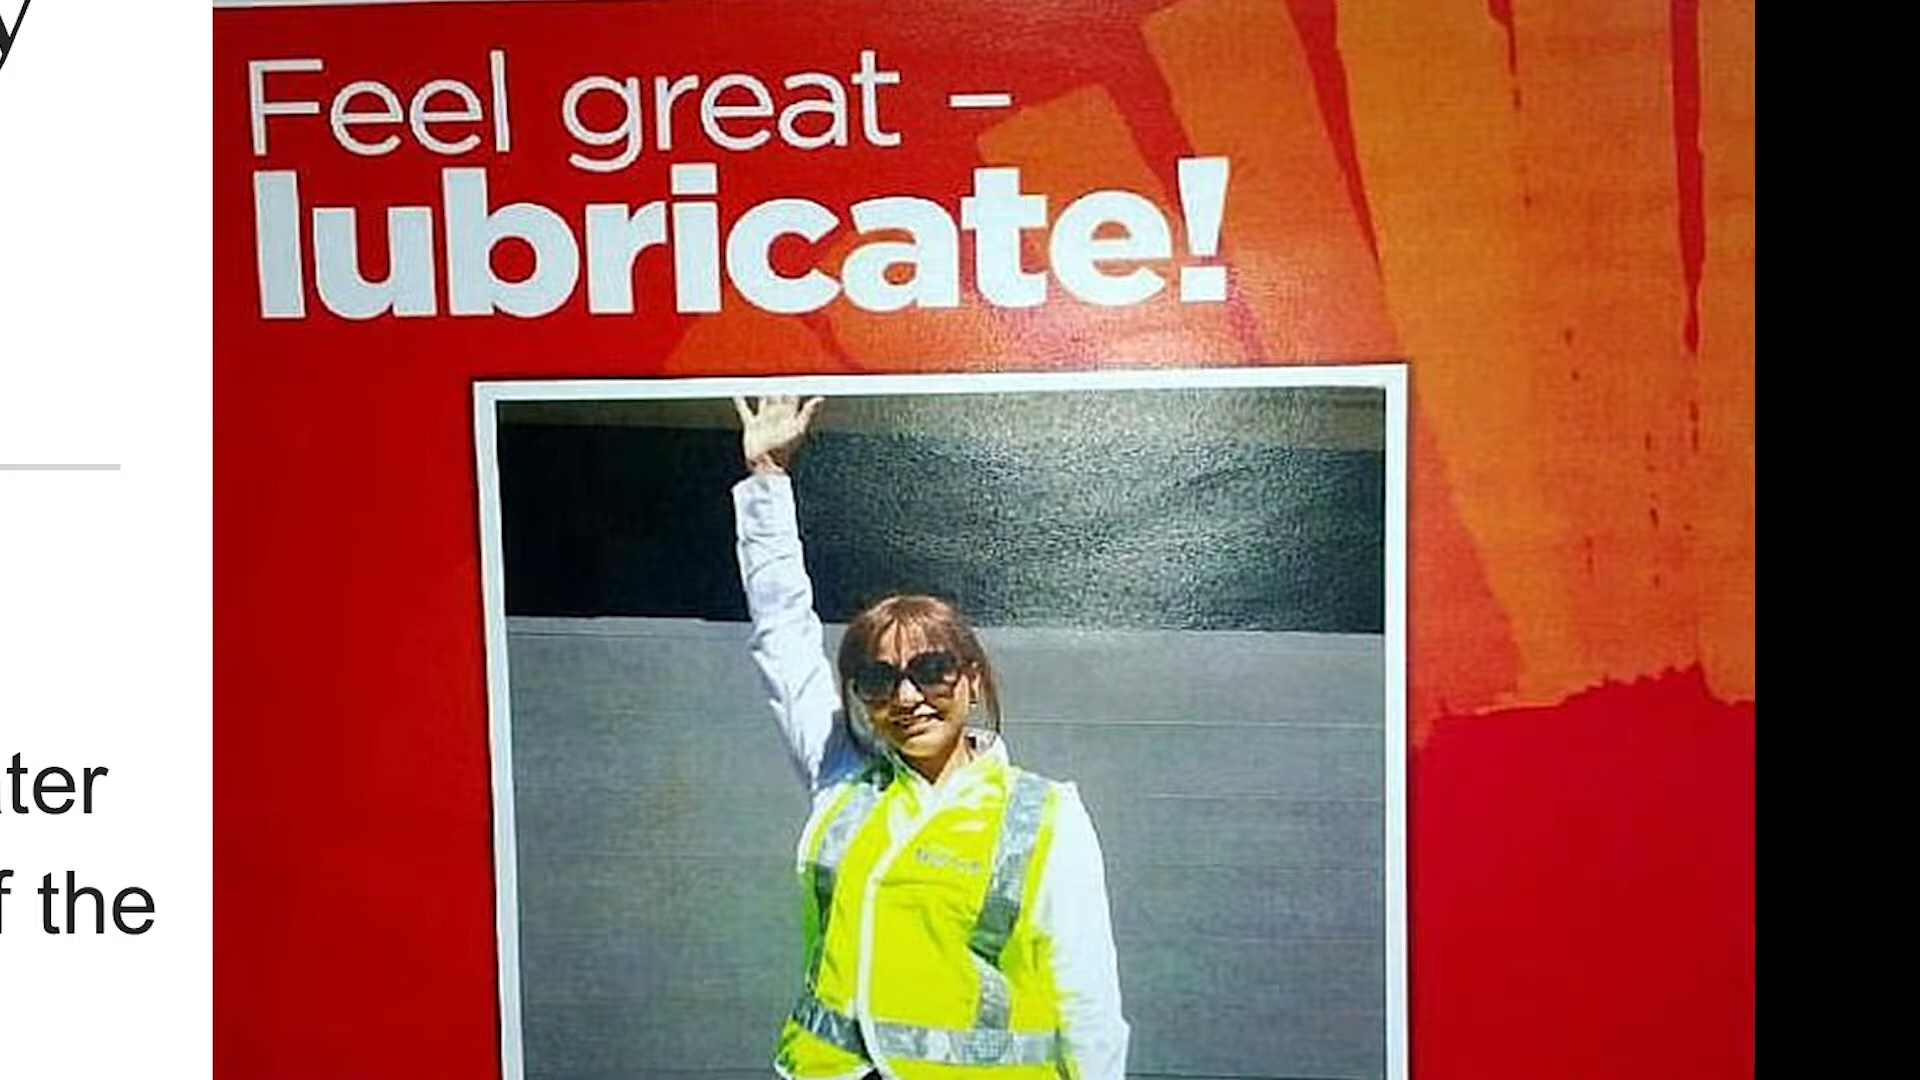 y
Feel great –
lubricate!
ter
f the